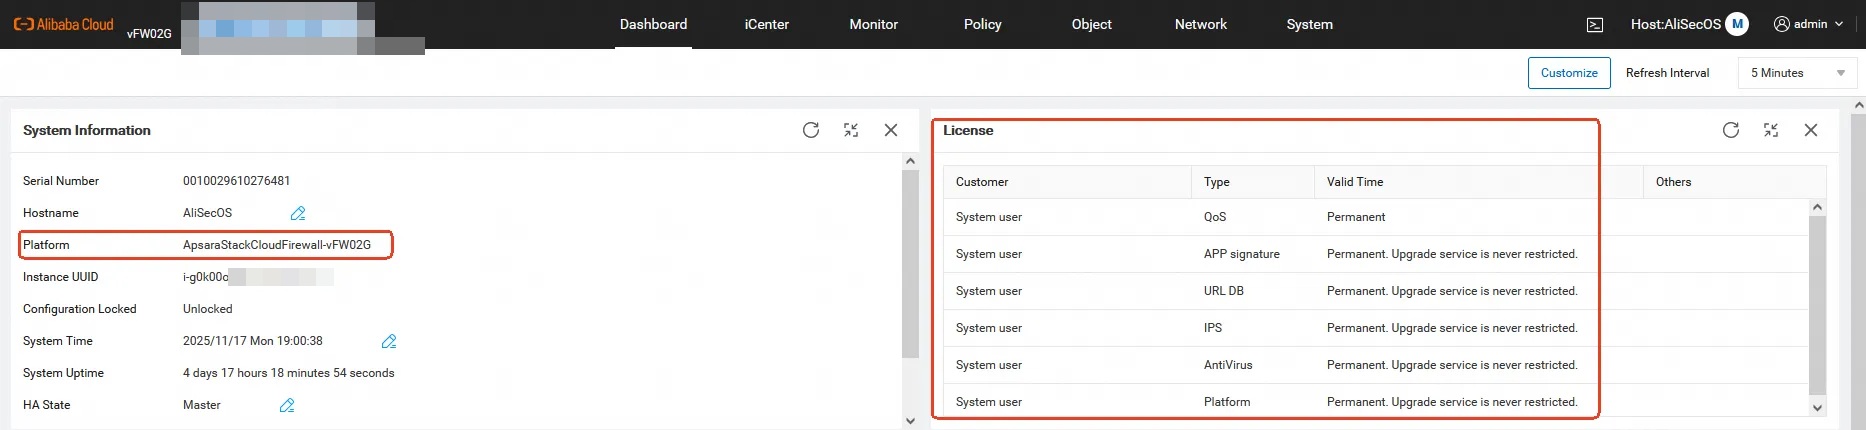 Alibaba Cloud vFW02G Dashboard iCenter Monitor Policy Object Network System Host:AliSecOS M admin
Customize Refresh Interval 5 Minutes
System Information
Serial Number 0010029610276481
Hostname AliSecOS
Platform ApsaraStackCloudFirewall-vFW02G
Instance UUID i-g0k00o
Configuration Locked Unlocked
System Time 2025/11/17 Mon 19:00:38
System Uptime 4 days 17 hours 18 minutes 54 seconds
HA State Master
License
Customer Type Valid Time Others
System user QoS Permanent
System user APP signature Permanent. Upgrade service is never restricted.
System user URL DB Permanent. Upgrade service is never restricted.
System user IPS Permanent. Upgrade service is never restricted.
System user AntiVirus Permanent. Upgrade service is never restricted.
System user Platform Permanent. Upgrade service is never restricted.